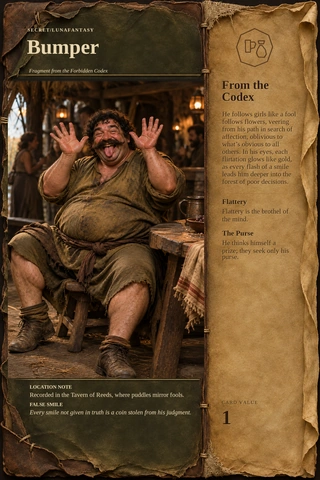 SECRET/LUNAFANTASY
Bumper
Fragment from the Forbidden Codex
From the
Codex
He follows girls like a fool
follows flowers, veering
from his path in search of
affection, oblivious to
what's obvious to all
others. In his eyes, each
flirtation glows like gold,
as every flash of a smile
leads him deeper into the
forest of poor decisions.
Flattery
Flattery is the brother of
the mind.
The Purse
He thinks himself a
prize; they seek only his
purse.
LOCATION NOTE
Recorded in the Tavern of Reeds, where puddles mirror fools.
FALSE SMILE
Every smile not given in truth is a coin stolen from his judgment.
CARD VALUE
1